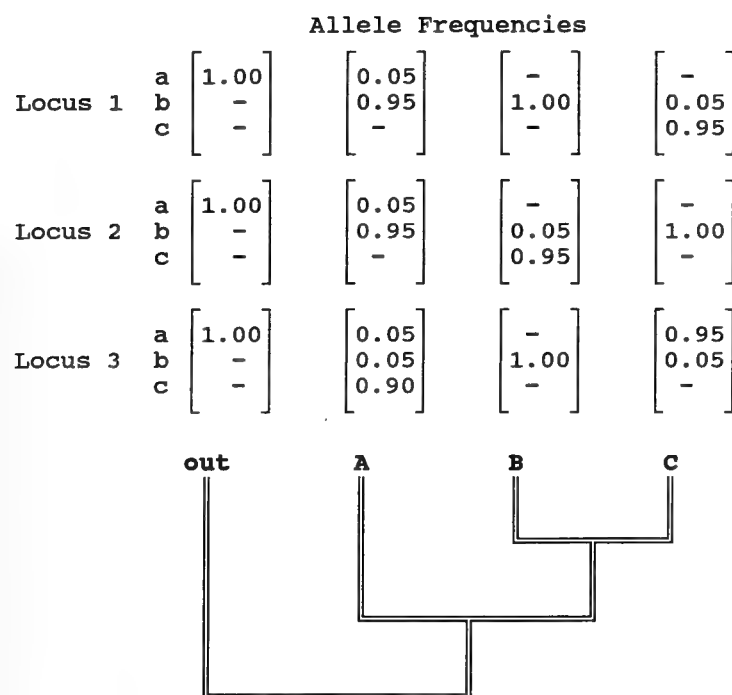 Allele Frequencies
a 1.00 0.05 - -
Locus 1 b - 0.95 1.00 0.05
c - - - 0.95
a 1.00 0.05 - -
Locus 2 b - 0.95 0.05 1.00
c - - 0.95 -
a 1.00 0.05 - 0.95
Locus 3 b - 0.05 1.00 0.05
c - 0.90 - -
out A B C